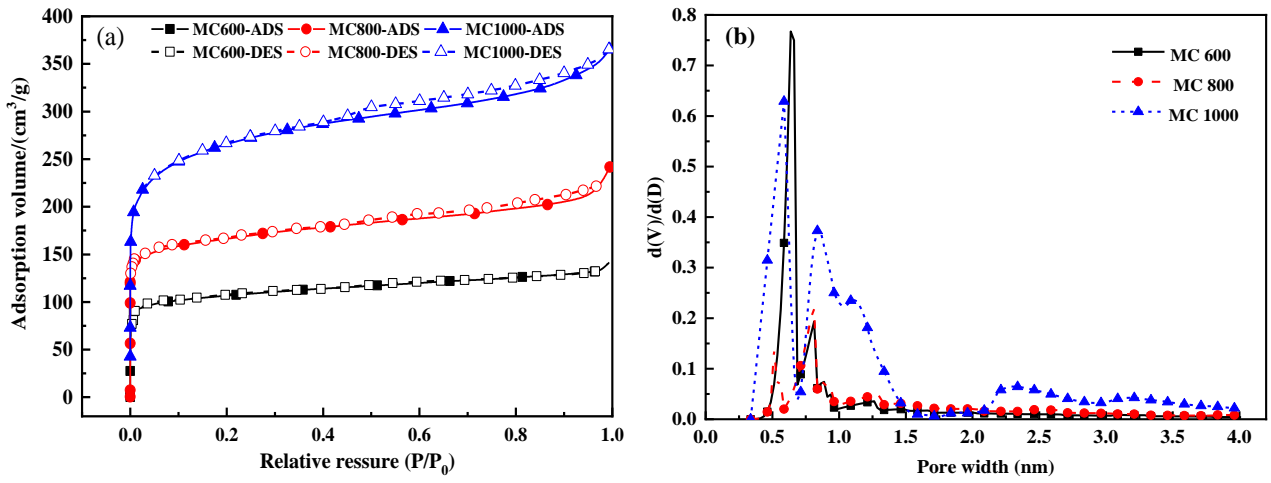 (a)
MC600-ADS MC800-ADS MC1000-ADS
MC600-DES MC800-DES MC1000-DES
Adsorption volume/(cm³/g)
400
350
300
250
200
150
100
50
0
0.0 0.2 0.4 0.6 0.8 1.0
Relative ressure (P/P₀)
(b)
MC 600
MC 800
MC 1000
d(V)/d(D)
0.8
0.7
0.6
0.5
0.4
0.3
0.2
0.1
0.0
0.0 0.5 1.0 1.5 2.0 2.5 3.0 3.5 4.0
Pore width (nm)